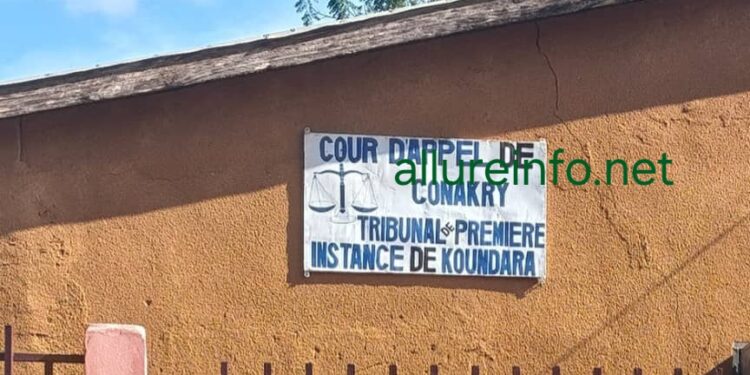 COUR D'APPEL DE
allureinfo.net
CONAKRY
TRIBUNAL DE PREMIERE
INSTANCE DE KOUNDARA